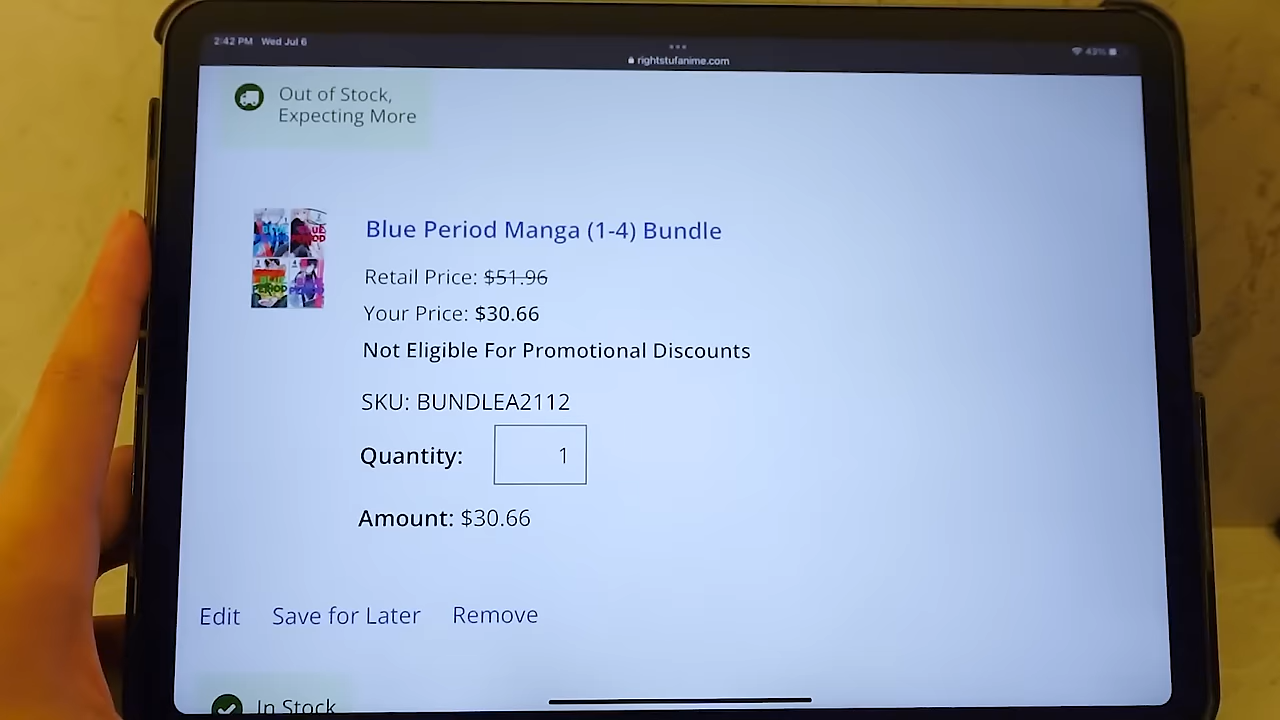 2:42 PM Wed Jul 6
rightstufanime.com
43%
Out of Stock,
Expecting More
Blue Period Manga (1-4) Bundle
Retail Price: $51.96
Your Price: $30.66
Not Eligible For Promotional Discounts
SKU: BUNDLEA2112
Quantity: 1
Amount: $30.66
Edit Save for Later Remove
In Stock